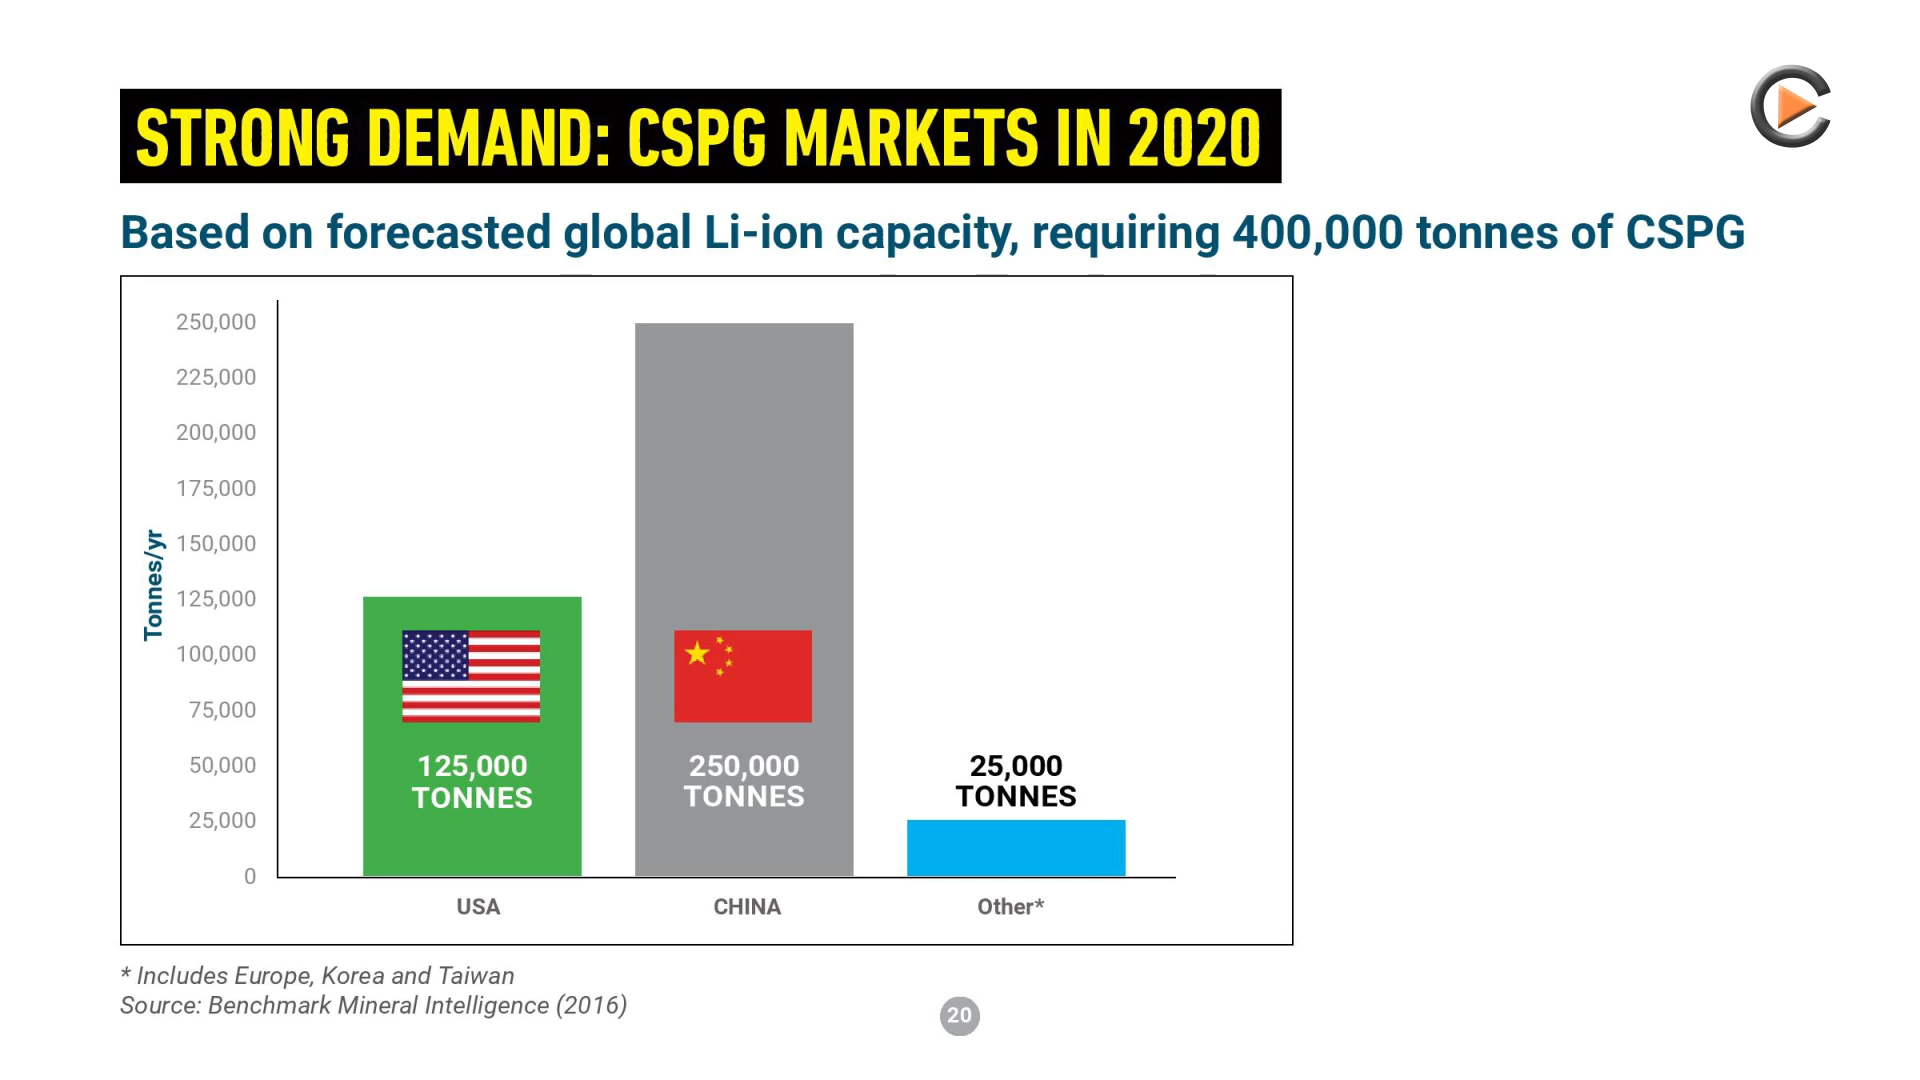 STRONG DEMAND: CSPG MARKETS IN 2020
Based on forecasted global Li-ion capacity, requiring 400,000 tonnes of CSPG
Tonnes/yr
250,000
225,000
200,000
175,000
150,000
125,000
100,000
75,000
50,000
25,000
0
125,000
TONNES
250,000
TONNES
25,000
TONNES
USA
CHINA
Other*
* Includes Europe, Korea and Taiwan
Source: Benchmark Mineral Intelligence (2016)
20